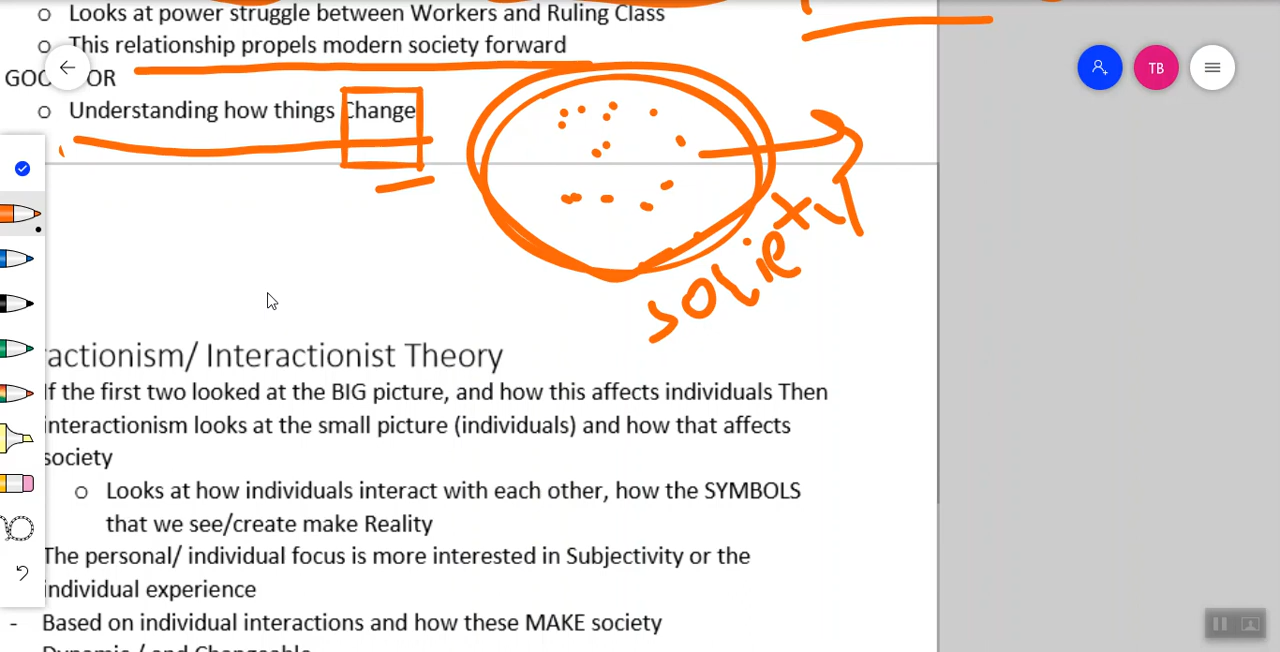 Looks at power struggle between Workers and Ruling Class
This relationship propels modern society forward
Understanding how things Change
society
TB
actionism/ Interactionist Theory
If the first two looked at the BIG picture, and how this affects individuals Then
interactionism looks at the small picture (individuals) and how that affects
society
Looks at how individuals interact with each other, how the SYMBOLS
that we see/create make Reality
The personal/ individual focus is more interested in Subjectivity or the
individual experience
- Based on individual interactions and how these MAKE society
Dynamic / and Changeable